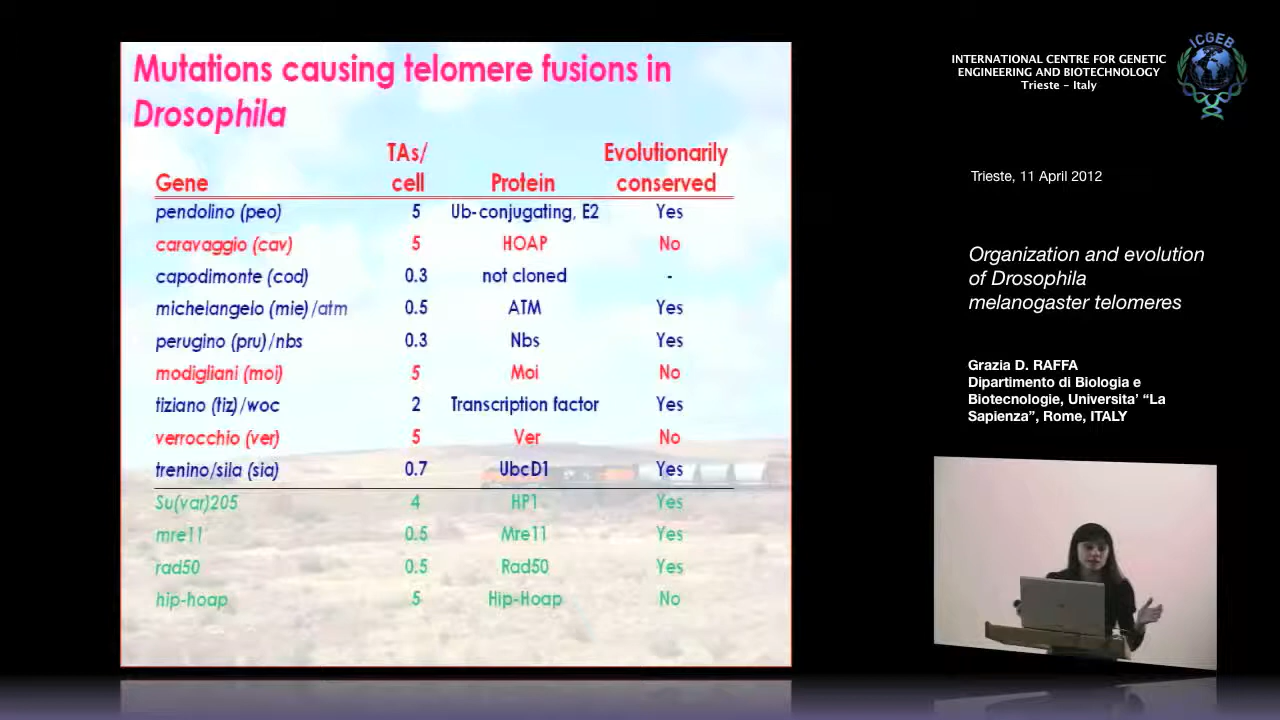 Mutations causing telomere fusions in
Drosophila
Gene TAs/ cell Protein Evolutionarily conserved
pendolino (peo) 5 Ub-conjugating, E2 Yes
caravaggio (cav) 5 HOAP No
capodimonte (cod) 0.3 not cloned -
michelangelo (mie)/atm 0.5 ATM Yes
perugino (pru)/nbs 0.3 Nbs Yes
modigliani (moi) 5 Moi No
tiziano (tiz)/woc 2 Transcription factor Yes
verrocchio (ver) 5 Ver No
trenino/sila (sia) 0.7 UbcD1 Yes
Su(var)205 4 HP1 Yes
mre11 0.5 Mre11 Yes
rad50 0.5 Rad50 Yes
hip-hoap 5 Hip-Hoap No
INTERNATIONAL CENTRE FOR GENETIC
ENGINEERING AND BIOTECHNOLOGY
Trieste - Italy
ICGEB
Trieste, 11 April 2012
Organization and evolution
of Drosophila
melanogaster telomeres
Grazia D. RAFFA
Dipartimento di Biologia e
Biotecnologie, Universita' “La
Sapienza”, Rome, ITALY